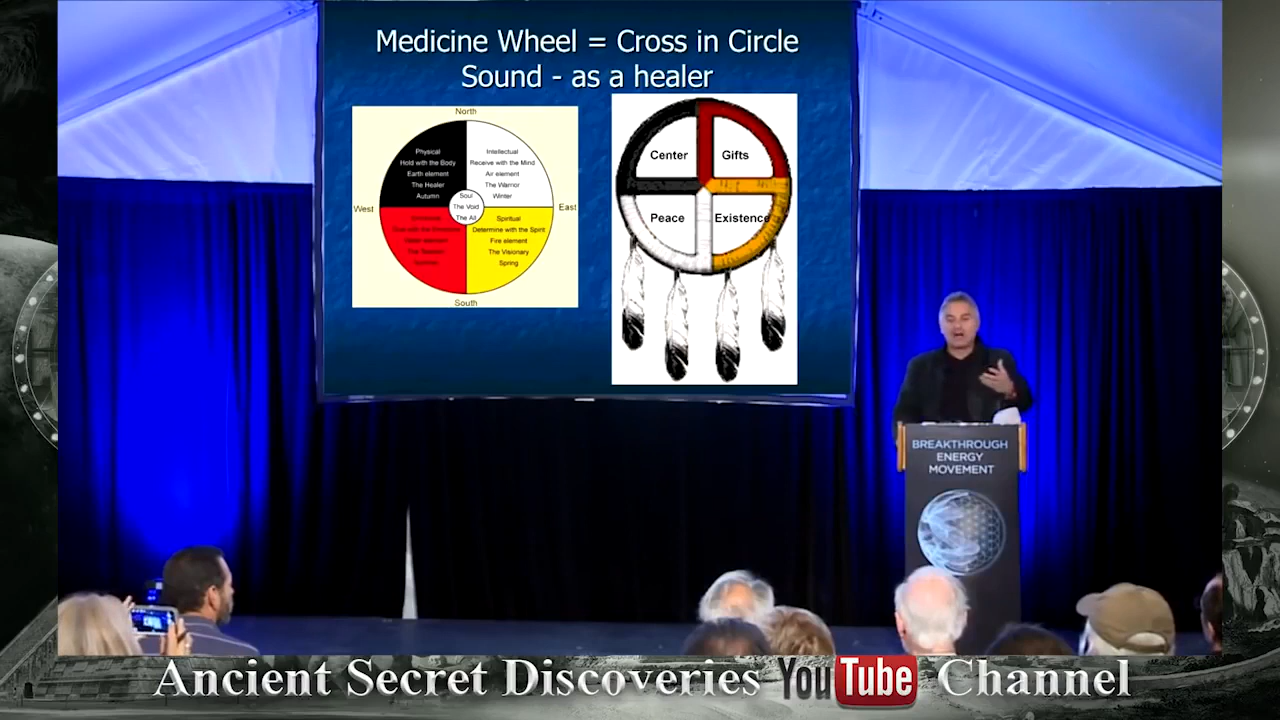 Medicine Wheel = Cross in Circle
Sound - as a healer
North
Physical
Hold with the Body
Earth element
The Healer
Autumn
Intellectual
Receive with the Mind
Air element
The Warrior
Winter
Soul
The Void
The All
West
East
Spiritual
Determine with the Spirit
Fire element
The Visionary
Spring
South
Center
Gifts
Peace
Existence
BREAKTHROUGH
ENERGY
MOVEMENT
Ancient Secret Discoveries YouTube Channel